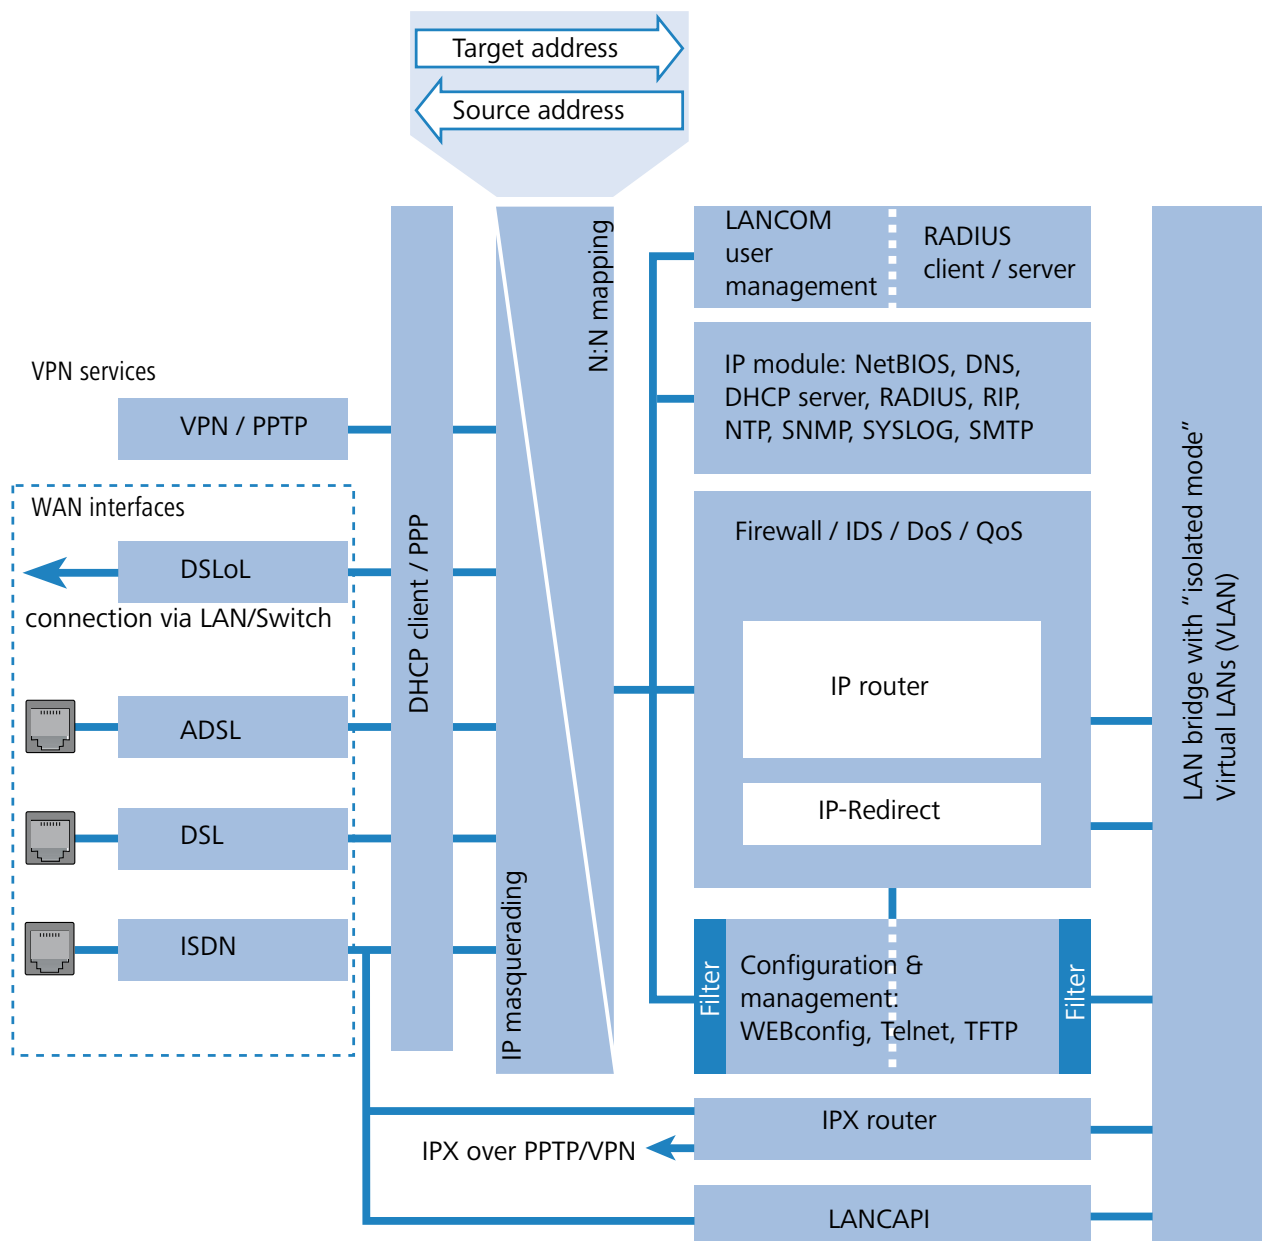 Target address
Source address
N:N mapping
IP masquerading
DHCP client / PPP
VPN services
VPN / PPTP
WAN interfaces
DSLoL
connection via LAN/Switch
ADSL
DSL
ISDN
LANCOM
user
management
RADIUS
client / server
IP module: NetBIOS, DNS,
DHCP server, RADIUS, RIP,
NTP, SNMP, SYSLOG, SMTP
Firewall / IDS / DoS / QoS
IP router
IP-Redirect
Filter
Configuration &
management:
WEBconfig, Telnet, TFTP
Filter
IPX router
IPX over PPTP/VPN
LANCAPI
LAN bridge with “isolated mode”
Virtual LANs (VLAN)